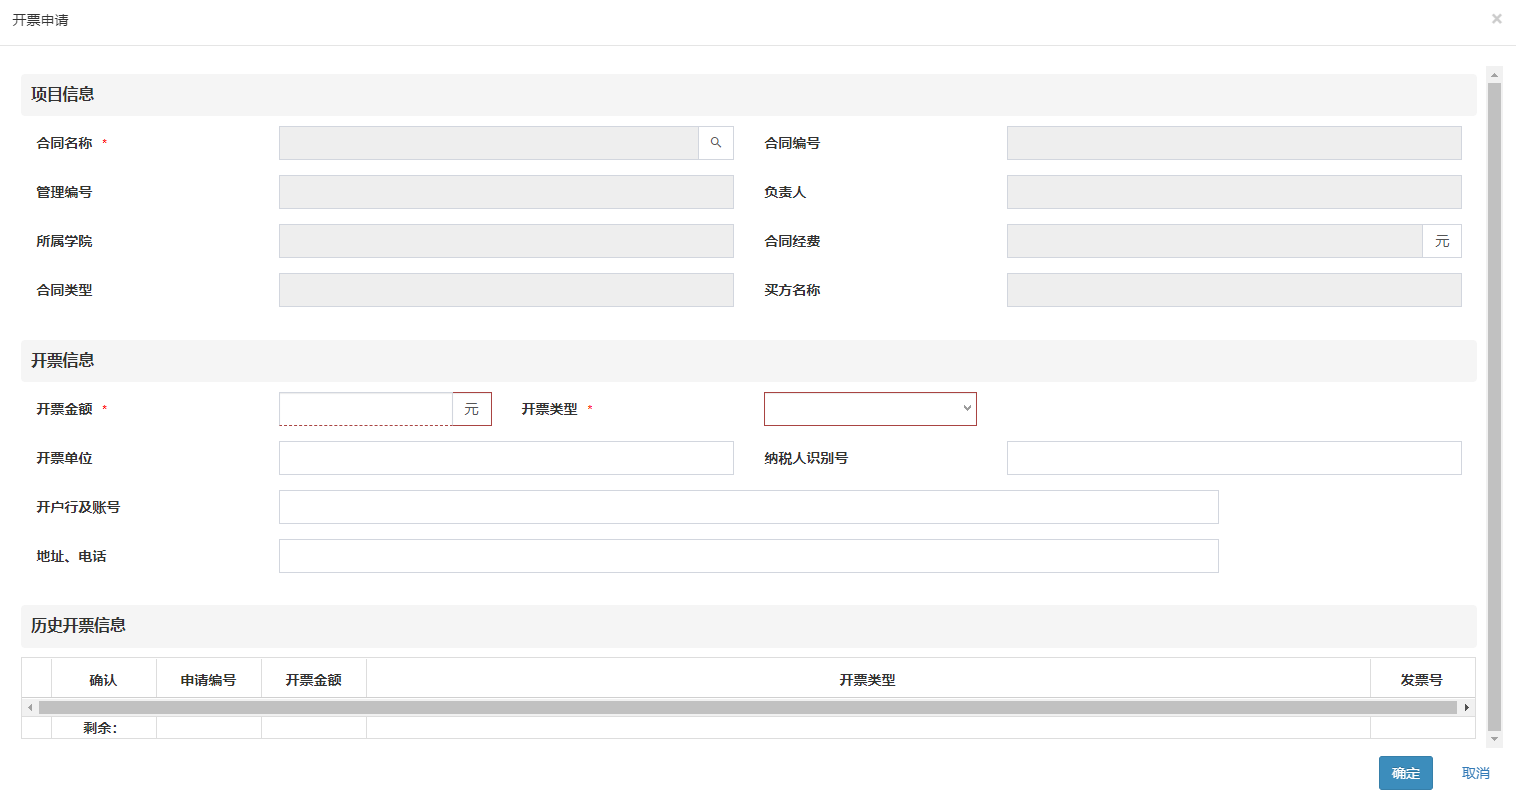 开票申请 ×
项目信息
合同名称 * 合同编号
管理编号 负责人
所属学院 合同经费 元
合同类型 买方名称
开票信息
开票金额 * 元 开票类型 *
开票单位 纳税人识别号
开户行及账号
地址、电话
历史开票信息
确认 申请编号 开票金额 开票类型 发票号
剩余：
确定 取消